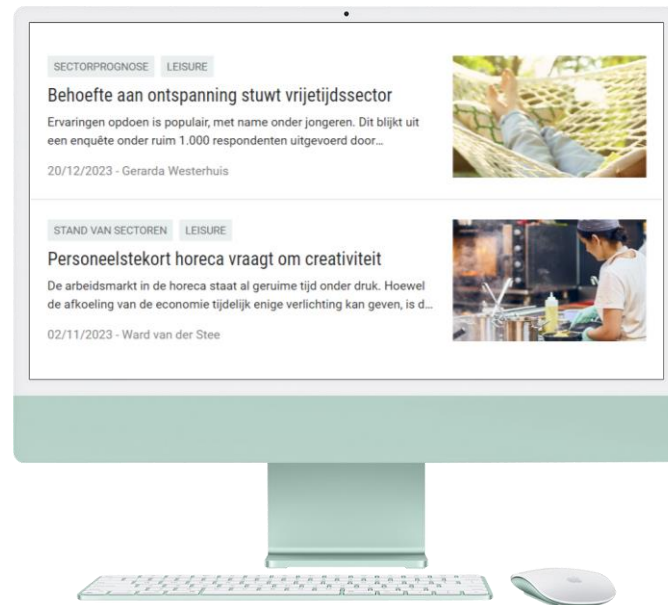 SECTORPROGNOSE LEISURE
Behoefte aan ontspanning stuwt vrijetijdssector
Ervaringen opdoen is populair, met name onder jongeren. Dit blijkt uit
een enquête onder ruim 1.000 respondenten uitgevoerd door...
20/12/2023 - Gerarda Westerhuis
STAND VAN SECTOREN LEISURE
Personeelstekort horeca vraagt om creativiteit
De arbeidsmarkt in de horeca staat al geruime tijd onder druk. Hoewel
de afkoeling van de economie tijdelijk enige verlichting kan geven, is d...
02/11/2023 - Ward van der Stee